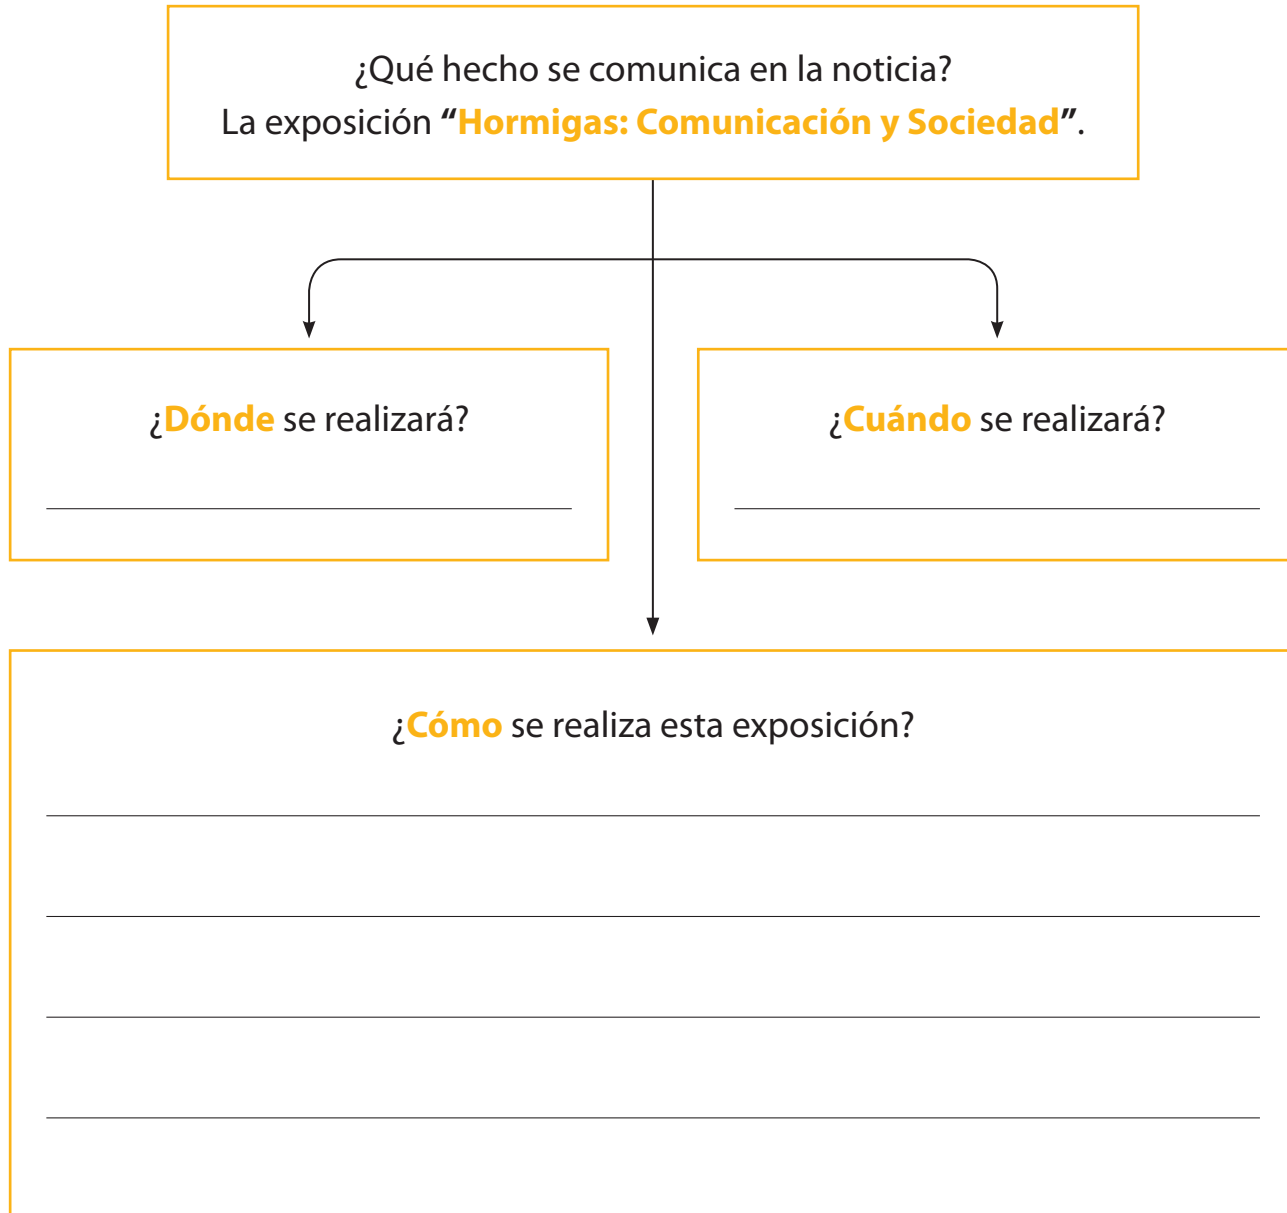 ¿Qué hecho se comunica en la noticia?
La exposición “Hormigas: Comunicación y Sociedad”.
¿Dónde se realizará?
¿Cuándo se realizará?
¿Cómo se realiza esta exposición?